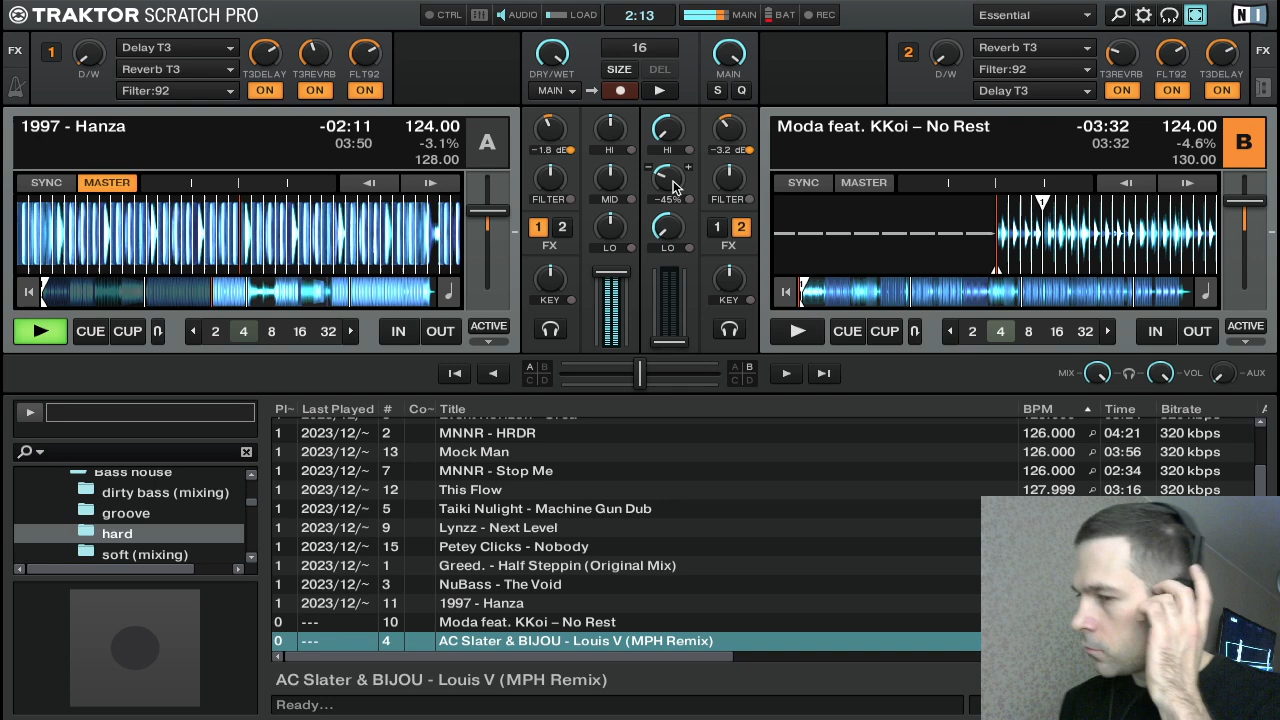 TRAKTOR SCRATCH PRO
CTRL AUDIO LOAD 2:13 MAIN BAT REC Essential NI
FX 1 D/W Delay T3 Reverb T3 Filter:92 T3DELAY T3REVRB FLT92 ON ON ON
DRY/WET MAIN 16 SIZE DEL MAIN S Q
2 D/W Reverb T3 Filter:92 Delay T3 T3REVRB FLT92 T3DELAY ON ON ON FX
1997 - Hanza -02:11 124.00 A
03:50 -3.1%
128.00
SYNC MASTER
CUE CUP 2 4 8 16 32 IN OUT ACTIVE
-1.8 dB HI HI -3.2 dB
FILTER MID -45% FILTER
1 2 FX LO LO 1 2 FX
KEY KEY
Moda feat. KKoi – No Rest -03:32 124.00 B
03:32 -4.6%
130.00
SYNC MASTER
1
CUE CUP 2 4 8 16 32 IN OUT ACTIVE
A B C D A B C D MIX VOL AUX
Bass house
dirty bass (mixing)
groove
hard
soft (mixing)
Pl~ Last Played # Co~ Title BPM Time Bitrate
1 2023/12/~ 2 MNNR - HRDR 126.000 04:21 320 kbps
1 2023/12/~ 13 Mock Man 126.000 03:56 320 kbps
1 2023/12/~ 7 MNNR - Stop Me 126.000 02:34 320 kbps
1 2023/12/~ 12 This Flow 127.999 03:16 320 kbps
1 2023/12/~ 5 Taiki Nulight - Machine Gun Dub
1 2023/12/~ 9 Lynzz - Next Level
1 2023/12/~ 15 Petey Clicks - Nobody
1 2023/12/~ 1 Greed. - Half Steppin (Original Mix)
1 2023/12/~ 3 NuBass - The Void
1 2023/12/~ 11 1997 - Hanza
0 --- 10 Moda feat. KKoi – No Rest
0 --- 4 AC Slater & BIJOU - Louis V (MPH Remix)
AC Slater & BIJOU - Louis V (MPH Remix)
Ready...